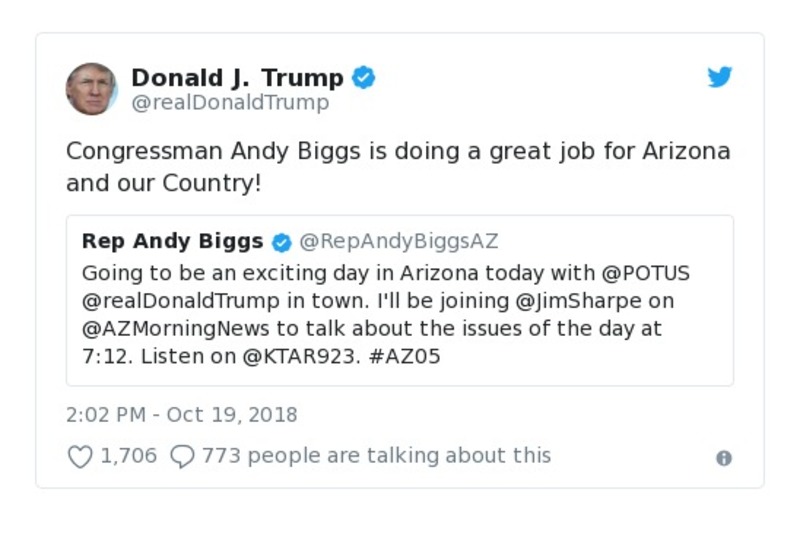 Donald J. Trump
@realDonaldTrump
Congressman Andy Biggs is doing a great job for Arizona
and our Country!
Rep Andy Biggs @RepAndyBiggsAZ
Going to be an exciting day in Arizona today with @POTUS
@realDonaldTrump in town. I'll be joining @JimSharpe on
@AZMorningNews to talk about the issues of the day at
7:12. Listen on @KTAR923. #AZ05
2:02 PM - Oct 19, 2018
1,706 773 people are talking about this